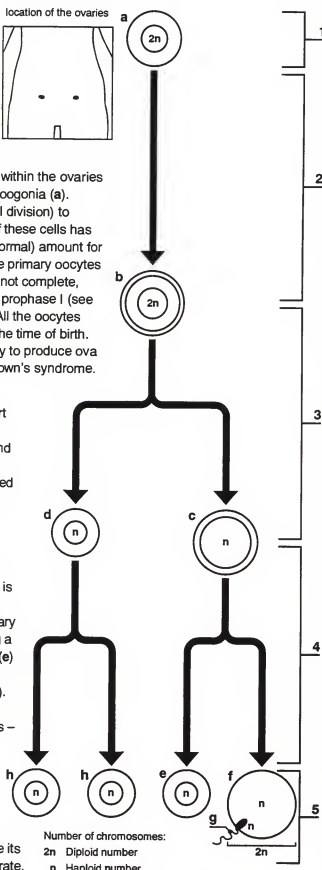 location of the ovaries
a
2n
1
2
within the ovaries
oogonia (a).
l division) to
f these cells has
ormal) amount for
e primary oocytes
not complete,
prophase I (see
All the oocytes
he time of birth.
y to produce ova
own's syndrome.
b
2n
rt
nd
ed
3
d
n
c
n
is
ary
g a
(e)
).
s –
4
h
n
h
n
e
n
f
n
g
n
2n
5
e its
rate.
Number of chromosomes:
2n Diploid number
n Haploid number